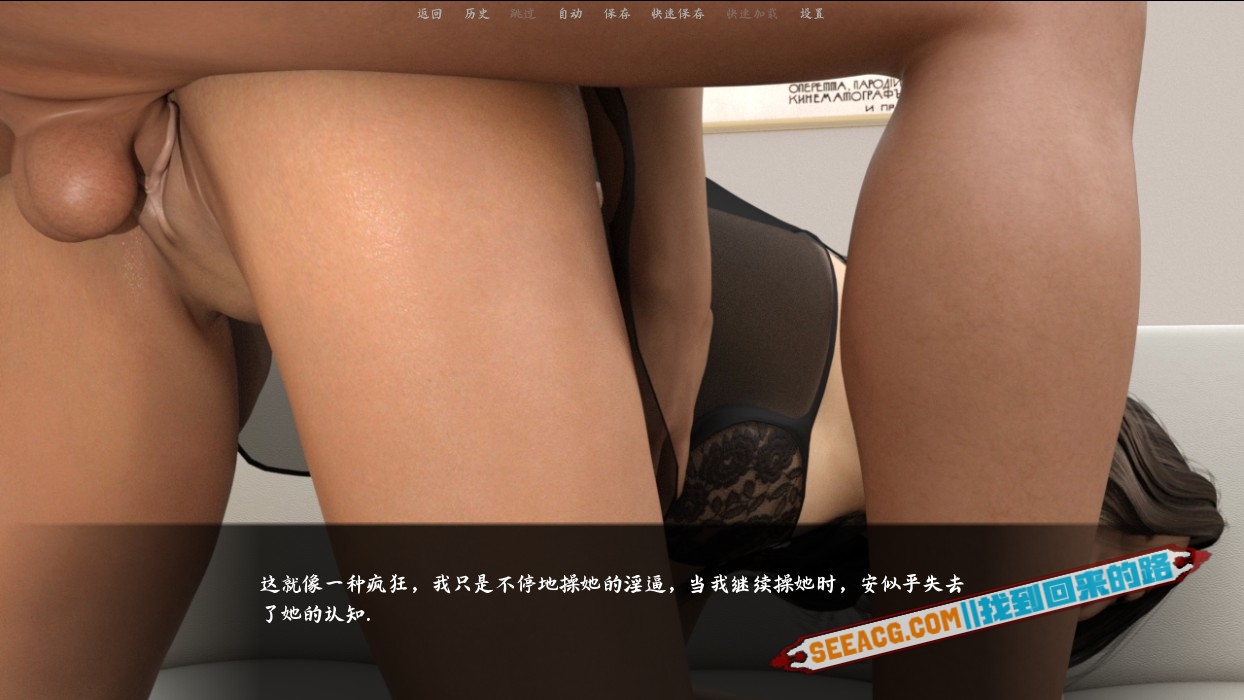 返回 历史 跳过 自动 保存 快速保存 快速加载 设置
ОПЕРЕТТА, ПАРОДИ
КИНЕМАТОГРАФЪ
И ПР
这就像一种疯狂，我只是不停地操她的淫逼，当我继续操她时，安似乎失去
了她的认知.
SEEACG.COM||找到回来的路